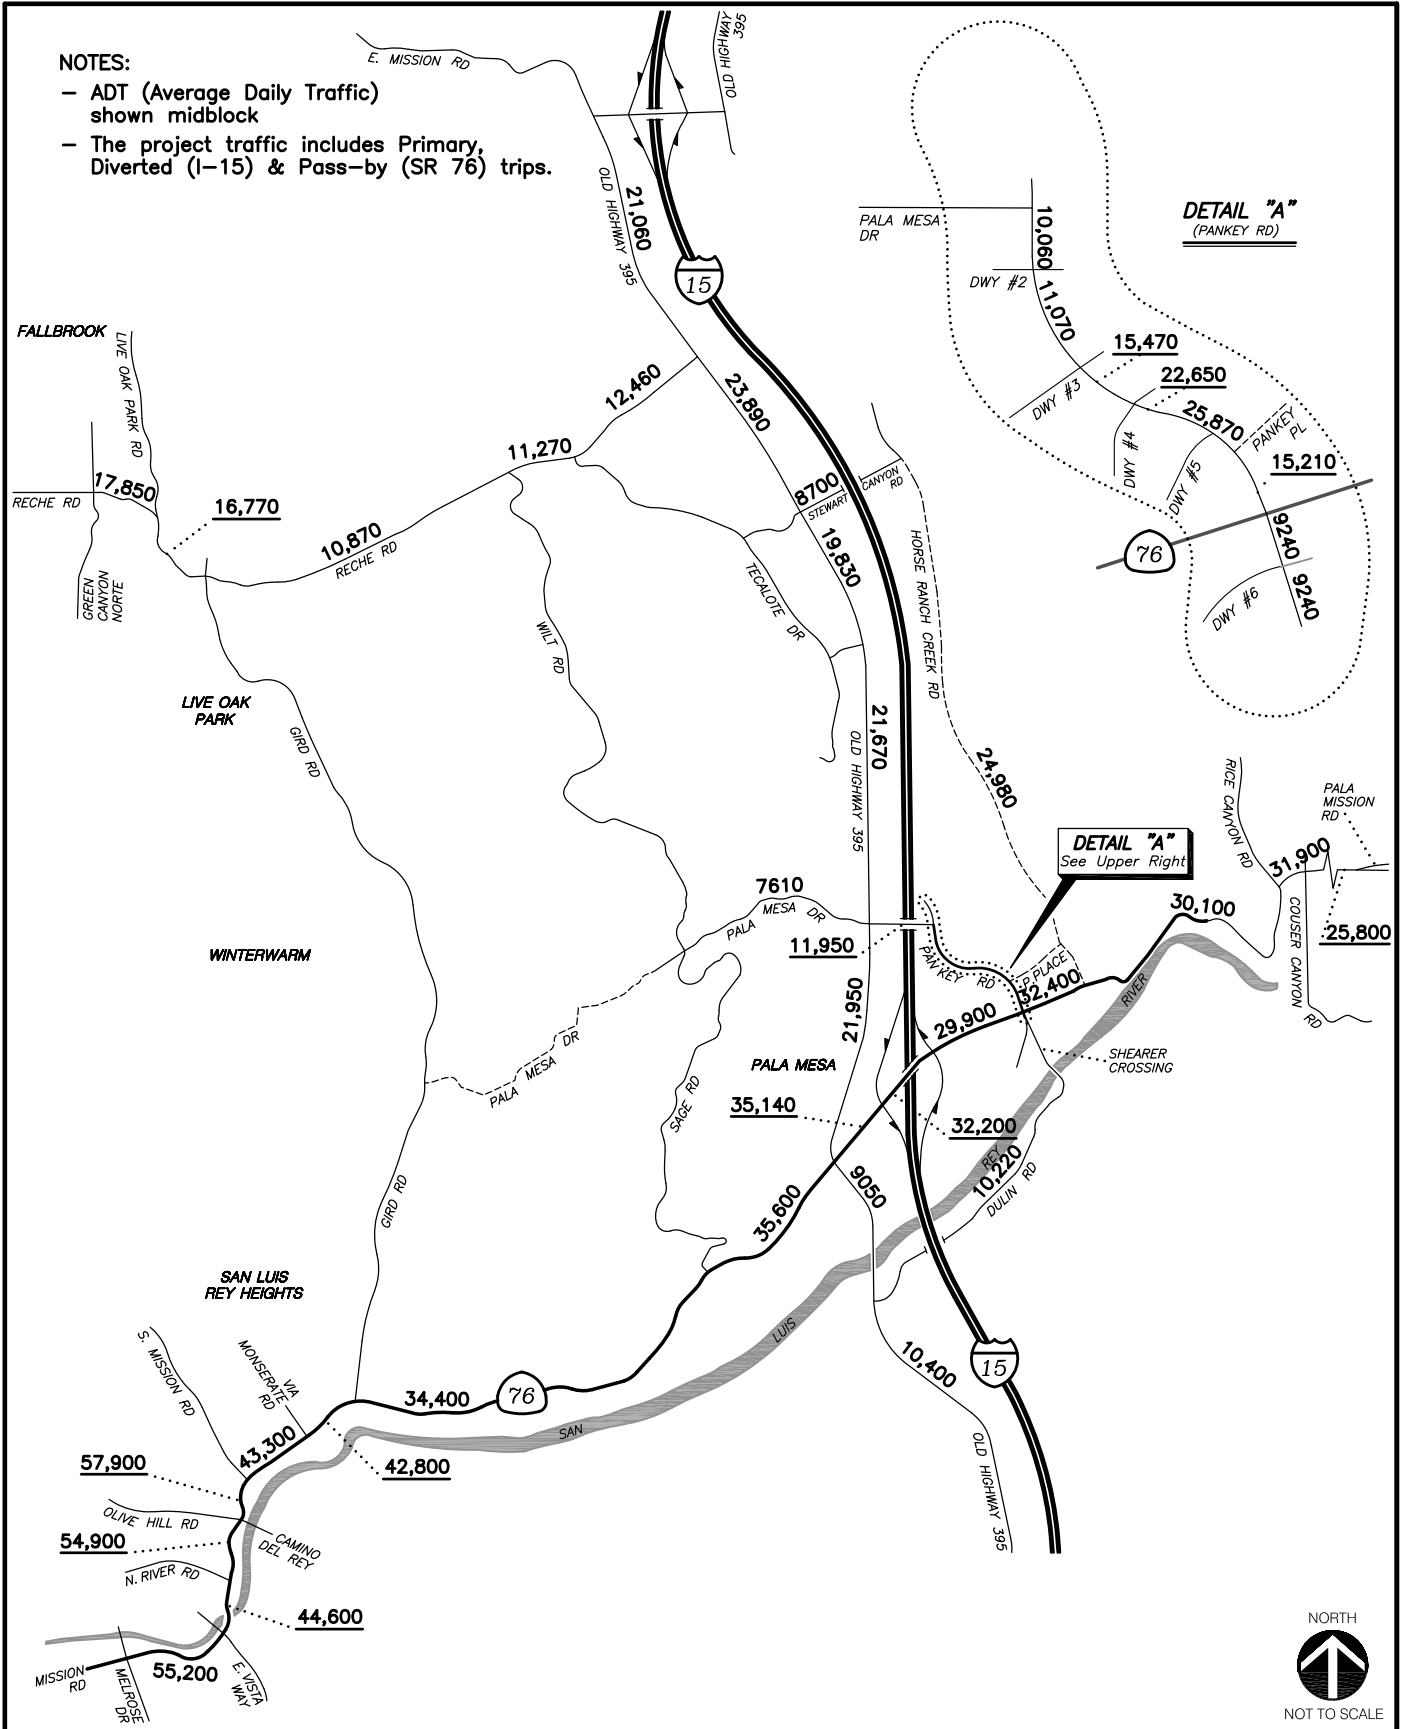 NOTES:
– ADT (Average Daily Traffic)
shown midblock
– The project traffic includes Primary,
Diverted (I–15) & Pass–by (SR 76) trips.
E. MISSION RD
OLD HIGHWAY
395
OLD HIGHWAY 395
21,060
15
DETAIL "A"
(PANKEY RD)
PALA MESA
DR
10,060
DWY #2
11,070
15,470
DWY #3
22,650
DWY #4
25,870
DWY #5
PANKEY
PL
15,210
76
9240
DWY #6
9240
FALLBROOK
LIVE OAK PARK RD
12,460
23,890
11,270
17,850
RECHE RD
16,770
10,870
RECHE RD
8700
STEWART
CANYON
RD
19,830
GREEN
CANYON
NORTE
TECALOTE DR
WILT RD
HORSE RANCH CREEK RD
LIVE OAK
PARK
GIRD RD
21,670
OLD HIGHWAY 395
24,980
RICE CANYON RD
PALA
MISSION
RD
DETAIL "A"
See Upper Right
31,900
7610
PALA MESA DR
30,100
COUSER CANYON RD
25,800
WINTERWARM
11,950
PANKEY RD
P. PLACE
32,400
RIVER
21,950
29,900
PALA MESA
SHEARER
CROSSING
PALA MESA DR
SAGE RD
35,140
32,200
REY
10,220
DULIN RD
9050
35,600
GIRD RD
SAN LUIS
REY HEIGHTS
LUIS
S. MISSION RD
VIA
MONSERATE
RD
15
10,400
34,400
76
SAN
OLD HIGHWAY 395
43,300
57,900
42,800
OLIVE HILL RD
CAMINO
DEL REY
54,900
N. RIVER RD
44,600
MISSION
RD
55,200
MELROSE
DR
E. VISTA
WAY
NORTH
NOT TO SCALE